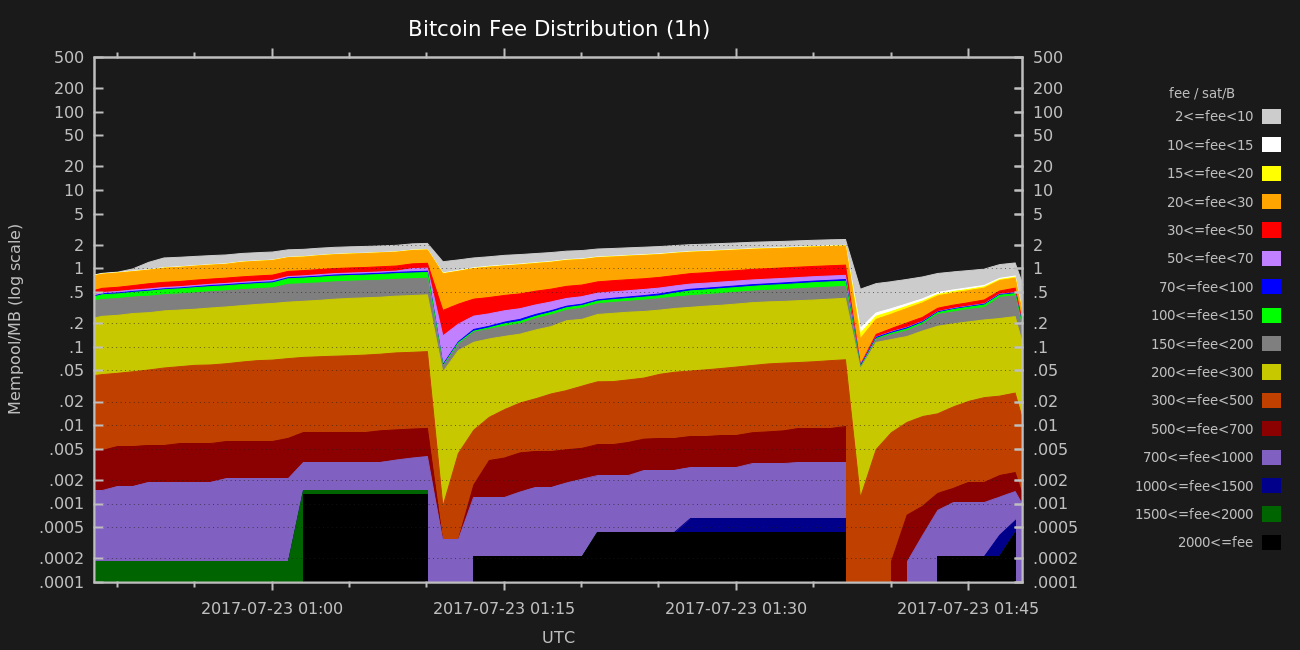 Bitcoin Fee Distribution (1h)
500 500
200 200
100 100
50 50
20 20
10 10
5 5
2 2
1 1
.5 .5
.2 .2
.1 .1
.05 .05
.02 .02
.01 .01
.005 .005
.002 .002
.001 .001
.0005 .0005
.0002 .0002
.0001 .0001
Mempool/MB (log scale)
2017-07-23 01:00 2017-07-23 01:15 2017-07-23 01:30 2017-07-23 01:45
UTC
fee / sat/B
2<=fee<10
10<=fee<15
15<=fee<20
20<=fee<30
30<=fee<50
50<=fee<70
70<=fee<100
100<=fee<150
150<=fee<200
200<=fee<300
300<=fee<500
500<=fee<700
700<=fee<1000
1000<=fee<1500
1500<=fee<2000
2000<=fee